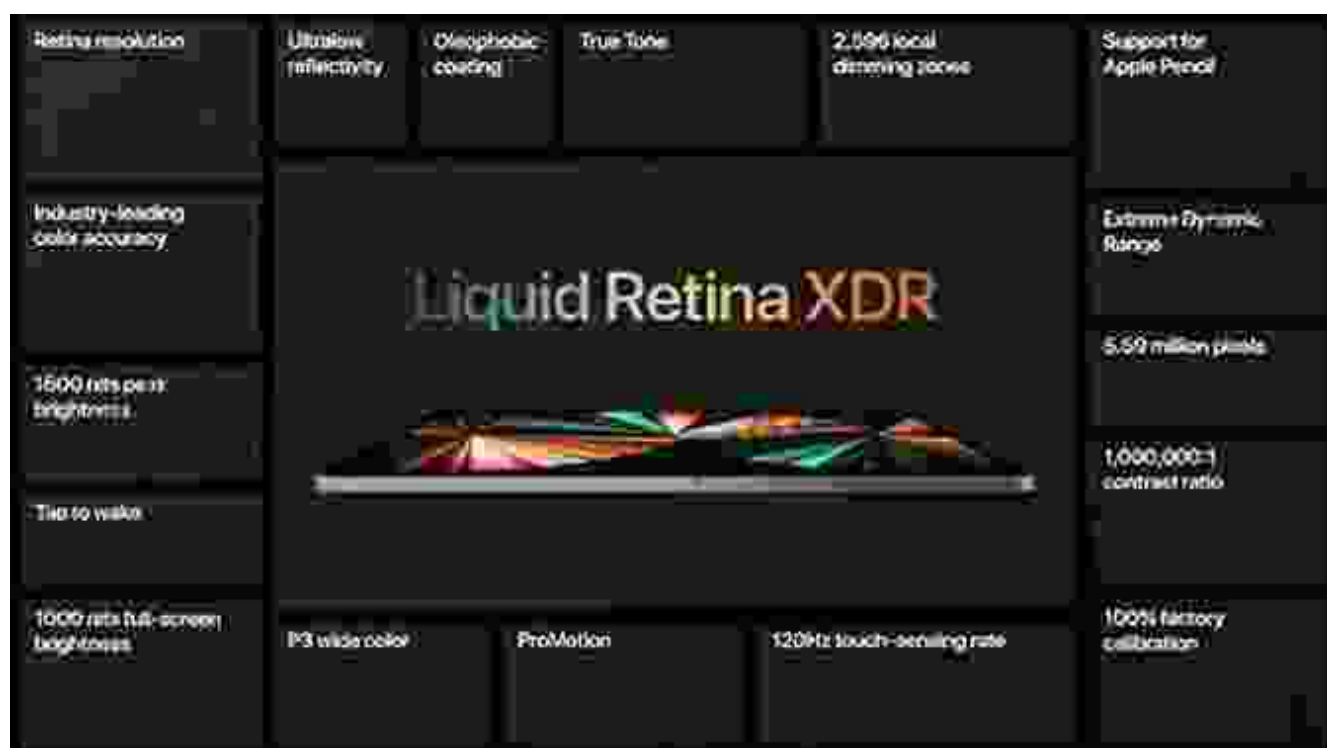 Retina resolution
Ultralow
reflectivity
Oleophobic
coating
True Tone
2,596 local
dimming zones
Support for
Apple Pencil
Industry-leading
color accuracy
Extreme Dynamic
Range
Liquid Retina XDR
5.59 million pixels
1600 nits peak
brightness
1,000,000:1
contrast ratio
Tap to wake
1000 nits full-screen
brightness
P3 wide color
ProMotion
120Hz touch-sensing rate
100% factory
calibration